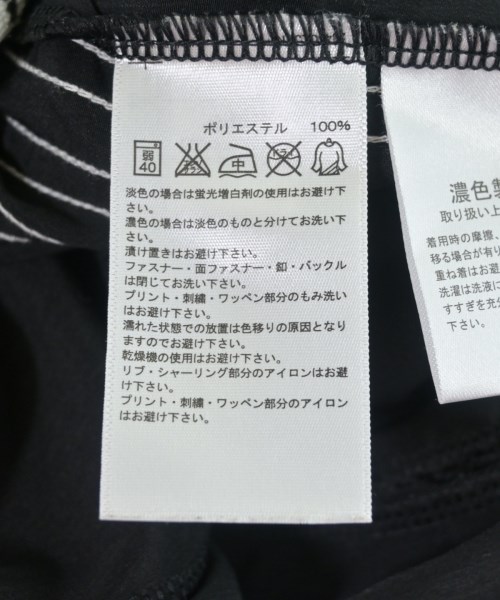 ポリエステル 100%
弱
40
中
ドライ
淡色の場合は蛍光増白剤の使用はお避け下
さい。
濃色の場合は淡色のものと分けてお洗い下
さい。
漬け置きはお避け下さい。
ファスナー・面ファスナー・釦・バックル
は閉じてお洗い下さい。
プリント・刺繍・ワッペン部分のもみ洗い
はお避け下さい。
濡れた状態での放置は色移りの原因となり
ますのでお避け下さい。
乾燥機の使用はお避け下さい。
リブ・シャーリング部分のアイロンはお避
け下さい。
プリント・刺繍・ワッペン部分のアイロン
はお避け下さい。
濃色製
取り扱い上
着用時の摩擦、
移る場合が有り
重ね着はお避け
洗濯は洗液に
すすぎを充
下さい。